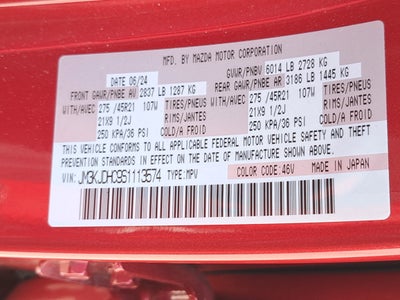 MFD. BY MAZDA MOTOR CORPORATION
DATE 06/24 GVWR/PNBV 6014 LB 2728 KG
FRONT GAWR/PNBE AV 2837 LB 1287 KG REAR GAWR/PNBE AR 3186 LB 1445 KG
WITH/AVEC 275 /45R21 107W TIRES/PNEUS WITH/AVEC 275 /45R21 107W TIRES/PNEUS
21X9 1/2J RIMS/JANTES 21X9 1/2J RIMS/JANTES
250 KPA/36 PSI COLD/A FROID 250 KPA/36 PSI COLD/A FROID
THIS VEHICLE CONFORMS TO ALL APPLICABLE FEDERAL MOTOR VEHICLE SAFETY AND THEFT
PREVENTION STANDARDS IN EFFECT ON THE DATE OF MANUFACTURE SHOWN ABOVE.
VIN: JM3KJDHC9S1113574 TYPE:MPV COLOR CODE:46V MADE IN JAPAN